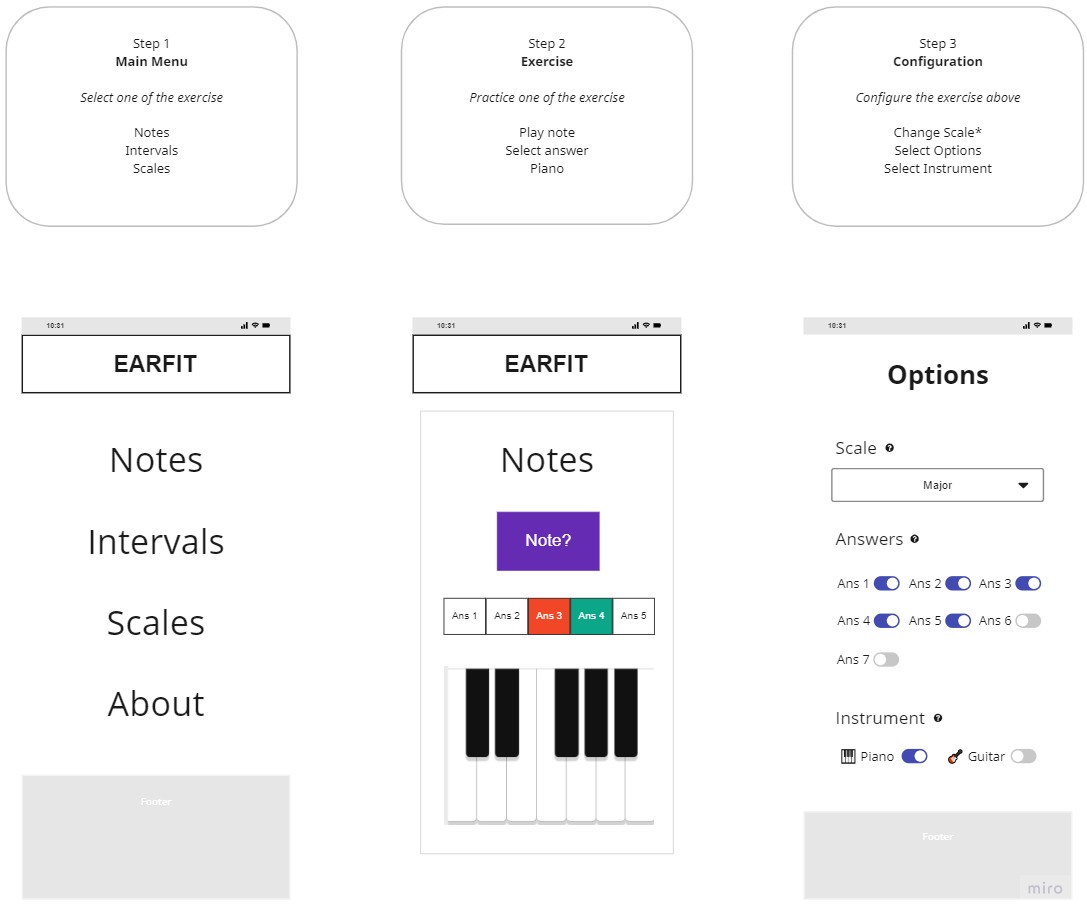 Step 1
Main Menu
Select one of the exercise
Notes
Intervals
Scales
Step 2
Exercise
Practice one of the exercise
Play note
Select answer
Piano
Step 3
Configuration
Configure the exercise above
Change Scale*
Select Options
Select Instrument
10:31
EARFIT
Notes
Intervals
Scales
About
Footer
10:31
EARFIT
Notes
Note?
Ans 1 Ans 2 Ans 3 Ans 4 Ans 5
10:31
Options
Scale
Major
Answers
Ans 1 Ans 2 Ans 3
Ans 4 Ans 5 Ans 6
Ans 7
Instrument
Piano Guitar
Footer
miro